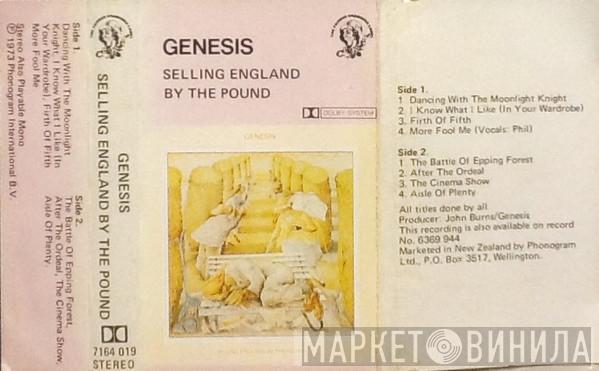 Side 1.
Dancing With The Moonlight
Knight, I Know What I Like (In
Your Wardrobe), Firth Of Fifth
More Fool Me
Stereo Also Playable Mono
Ⓟ 1973 Phonogram International B.V.
Side 2.
The Battle Of Epping Forest,
After The Ordeal, The Cinema Show,
Aisle Of Plenty.
GENESIS
SELLING ENGLAND BY THE POUND
7164 019
STEREO
GENESIS
SELLING ENGLAND
BY THE POUND
DOLBY SYSTEM
GENESIS
Side 1.
1 Dancing With The Moonlight Knight
2. I Know What I Like (In Your Wardrobe)
3. Firth Of Fifth
4. More Fool Me (Vocals: Phil)
Side 2.
1 The Battle Of Epping Forest
2. After The Ordeal
3. The Cinema Show
4. Aisle Of Plenty
All titles done by all
Producer: John Burns/Genesis
This recording is also available on record
No. 6369 944
Marketed in New Zealand by Phonogram
Ltd., P.O. Box 3517, Wellington.
МАРКЕТ ВИНИЛА